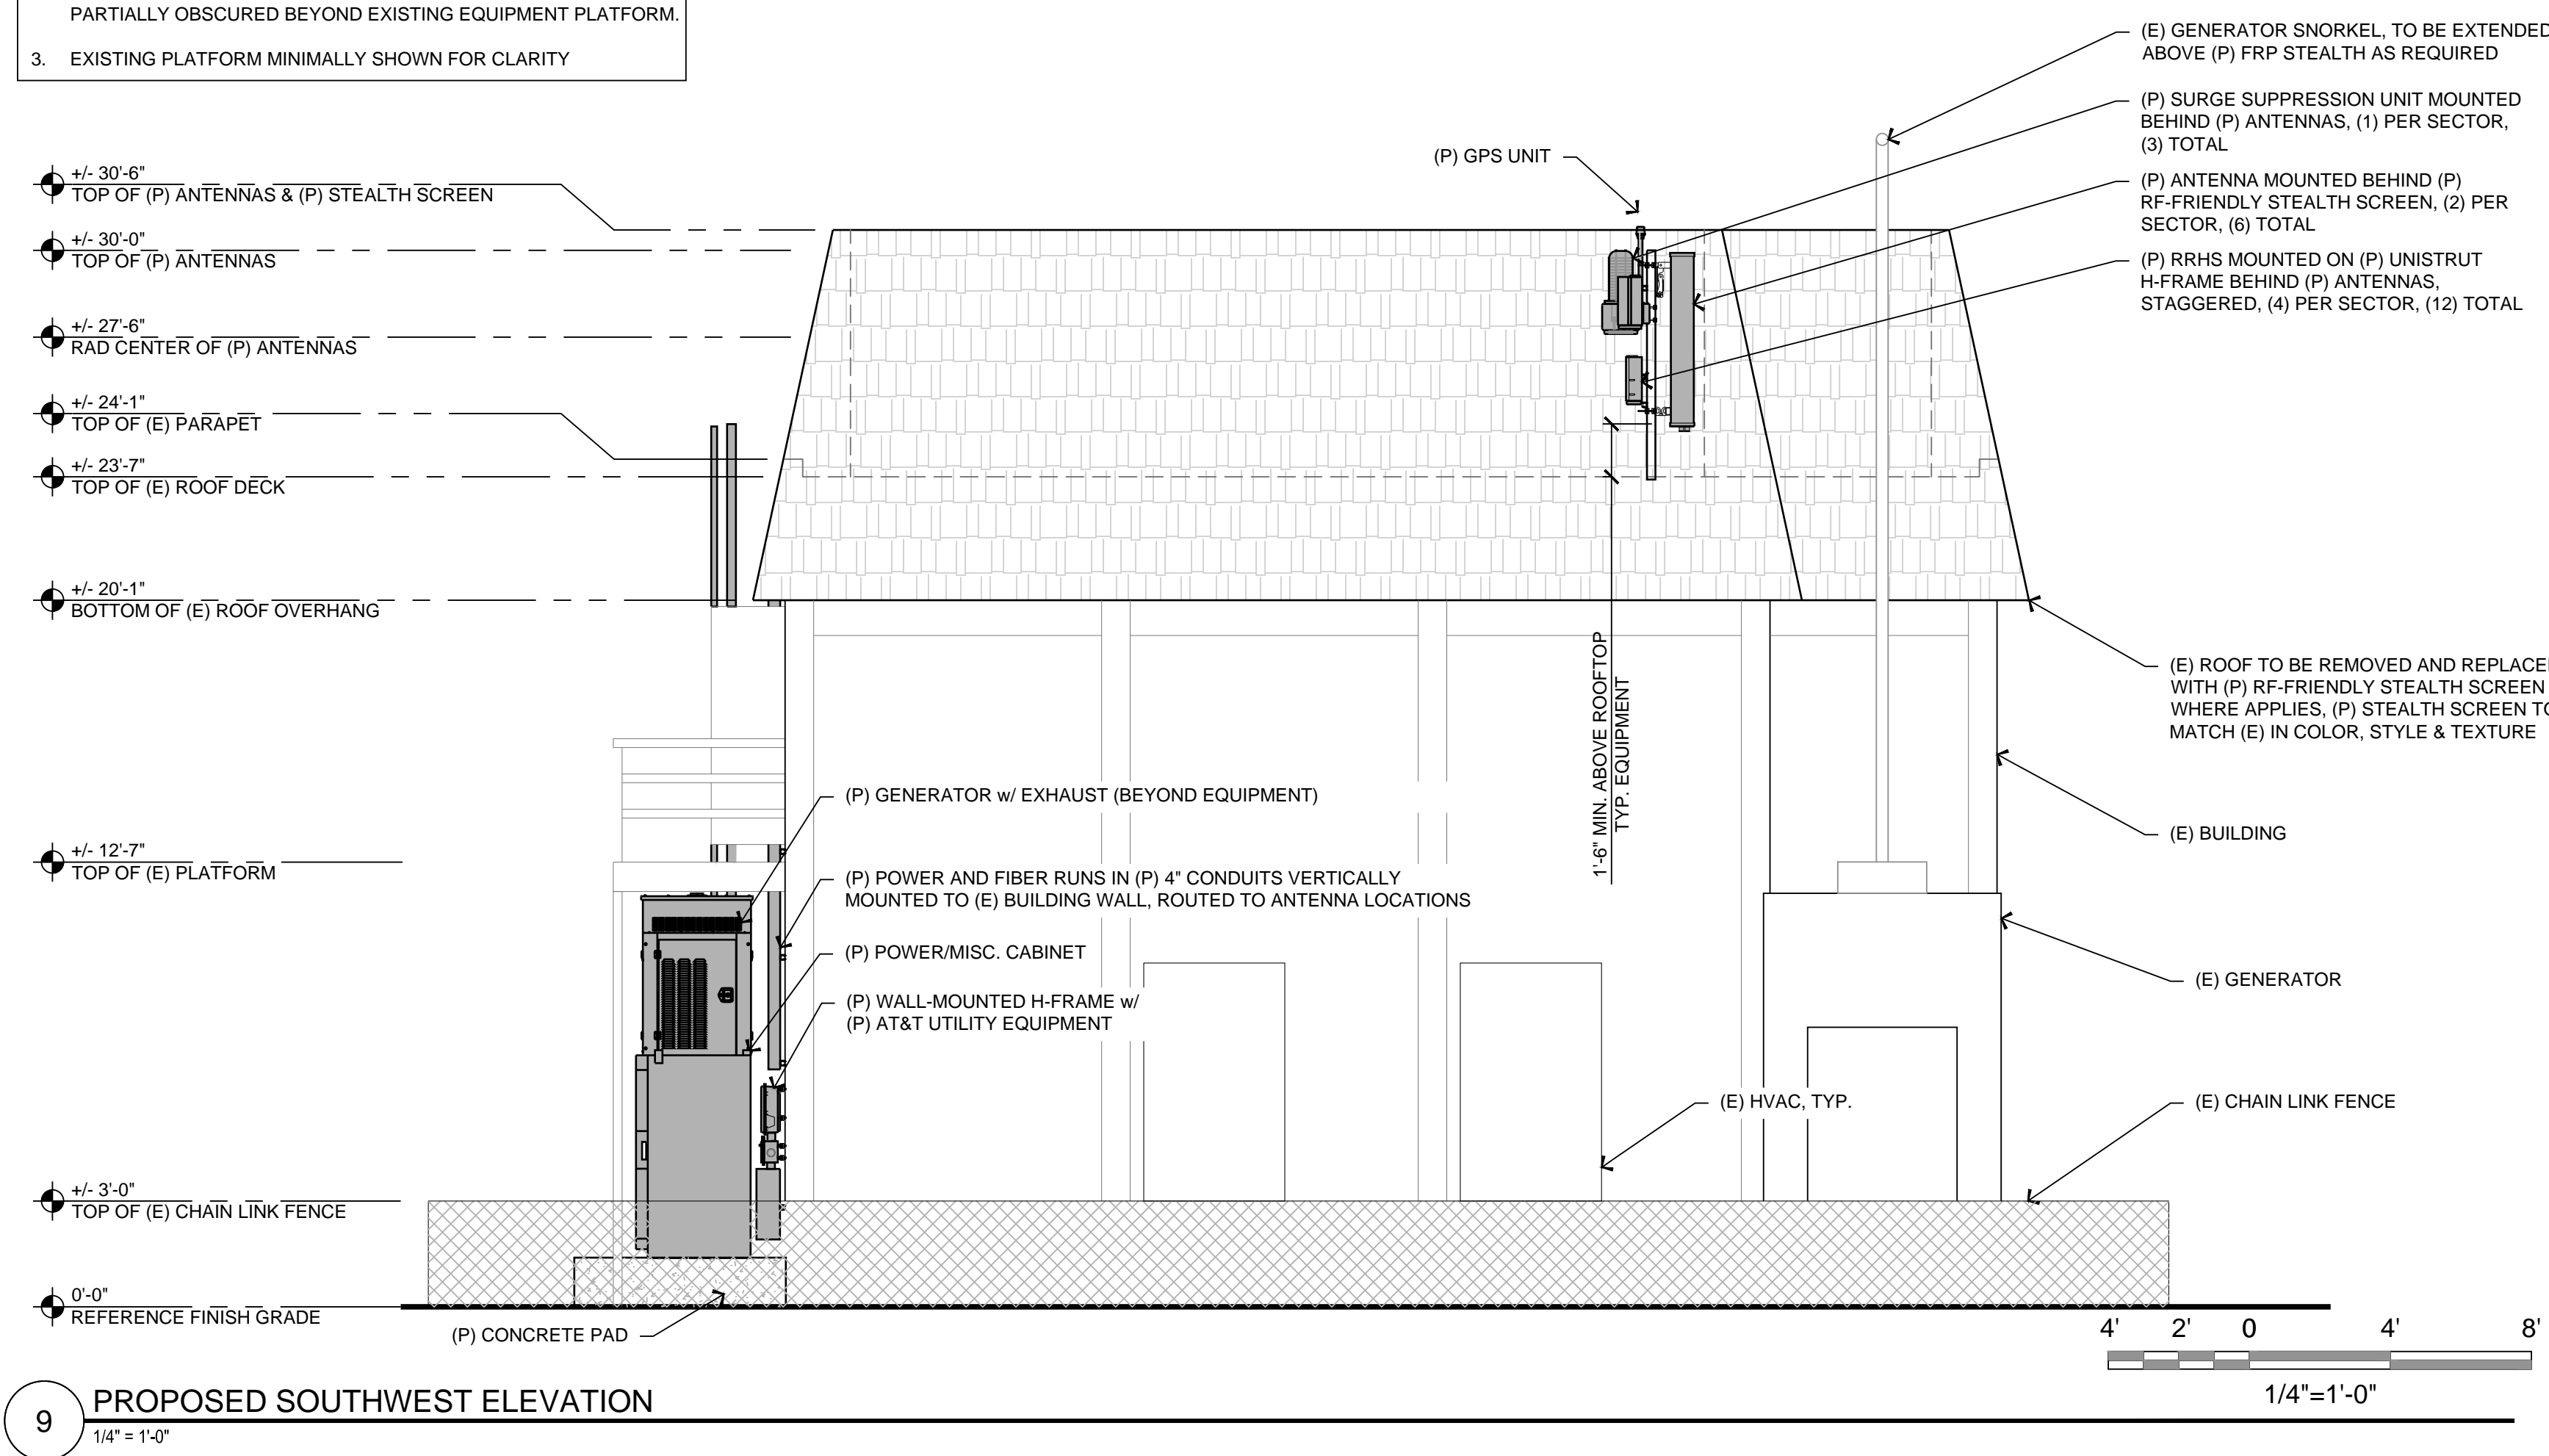 PARTIALLY OBSCURED BEYOND EXISTING EQUIPMENT PLATFORM.
3. EXISTING PLATFORM MINIMALLY SHOWN FOR CLARITY
(E) GENERATOR SNORKEL, TO BE EXTENDED
ABOVE (P) FRP STEALTH AS REQUIRED
(P) SURGE SUPPRESSION UNIT MOUNTED
BEHIND (P) ANTENNAS, (1) PER SECTOR,
(3) TOTAL
(P) GPS UNIT
(P) ANTENNA MOUNTED BEHIND (P)
RF-FRIENDLY STEALTH SCREEN, (2) PER
SECTOR, (6) TOTAL
(P) RRHS MOUNTED ON (P) UNISTRUT
H-FRAME BEHIND (P) ANTENNAS,
STAGGERED, (4) PER SECTOR, (12) TOTAL
+/- 30'-6"
TOP OF (P) ANTENNAS & (P) STEALTH SCREEN
+/- 30'-0"
TOP OF (P) ANTENNAS
+/- 27'-6"
RAD CENTER OF (P) ANTENNAS
+/- 24'-1"
TOP OF (E) PARAPET
+/- 23'-7"
TOP OF (E) ROOF DECK
+/- 20'-1"
BOTTOM OF (E) ROOF OVERHANG
1'-6" MIN. ABOVE ROOFTOP
TYP. EQUIPMENT
(E) ROOF TO BE REMOVED AND REPLACE
WITH (P) RF-FRIENDLY STEALTH SCREEN
WHERE APPLIES, (P) STEALTH SCREEN TO
MATCH (E) IN COLOR, STYLE & TEXTURE
(P) GENERATOR w/ EXHAUST (BEYOND EQUIPMENT)
(E) BUILDING
+/- 12'-7"
TOP OF (E) PLATFORM
(P) POWER AND FIBER RUNS IN (P) 4" CONDUITS VERTICALLY
MOUNTED TO (E) BUILDING WALL, ROUTED TO ANTENNA LOCATIONS
(P) POWER/MISC. CABINET
(E) GENERATOR
(P) WALL-MOUNTED H-FRAME w/
(P) AT&T UTILITY EQUIPMENT
(E) HVAC, TYP.
(E) CHAIN LINK FENCE
+/- 3'-0"
TOP OF (E) CHAIN LINK FENCE
0'-0"
REFERENCE FINISH GRADE
(P) CONCRETE PAD
4' 2' 0 4' 8'
1/4"=1'-0"
9 PROPOSED SOUTHWEST ELEVATION
1/4" = 1'-0"